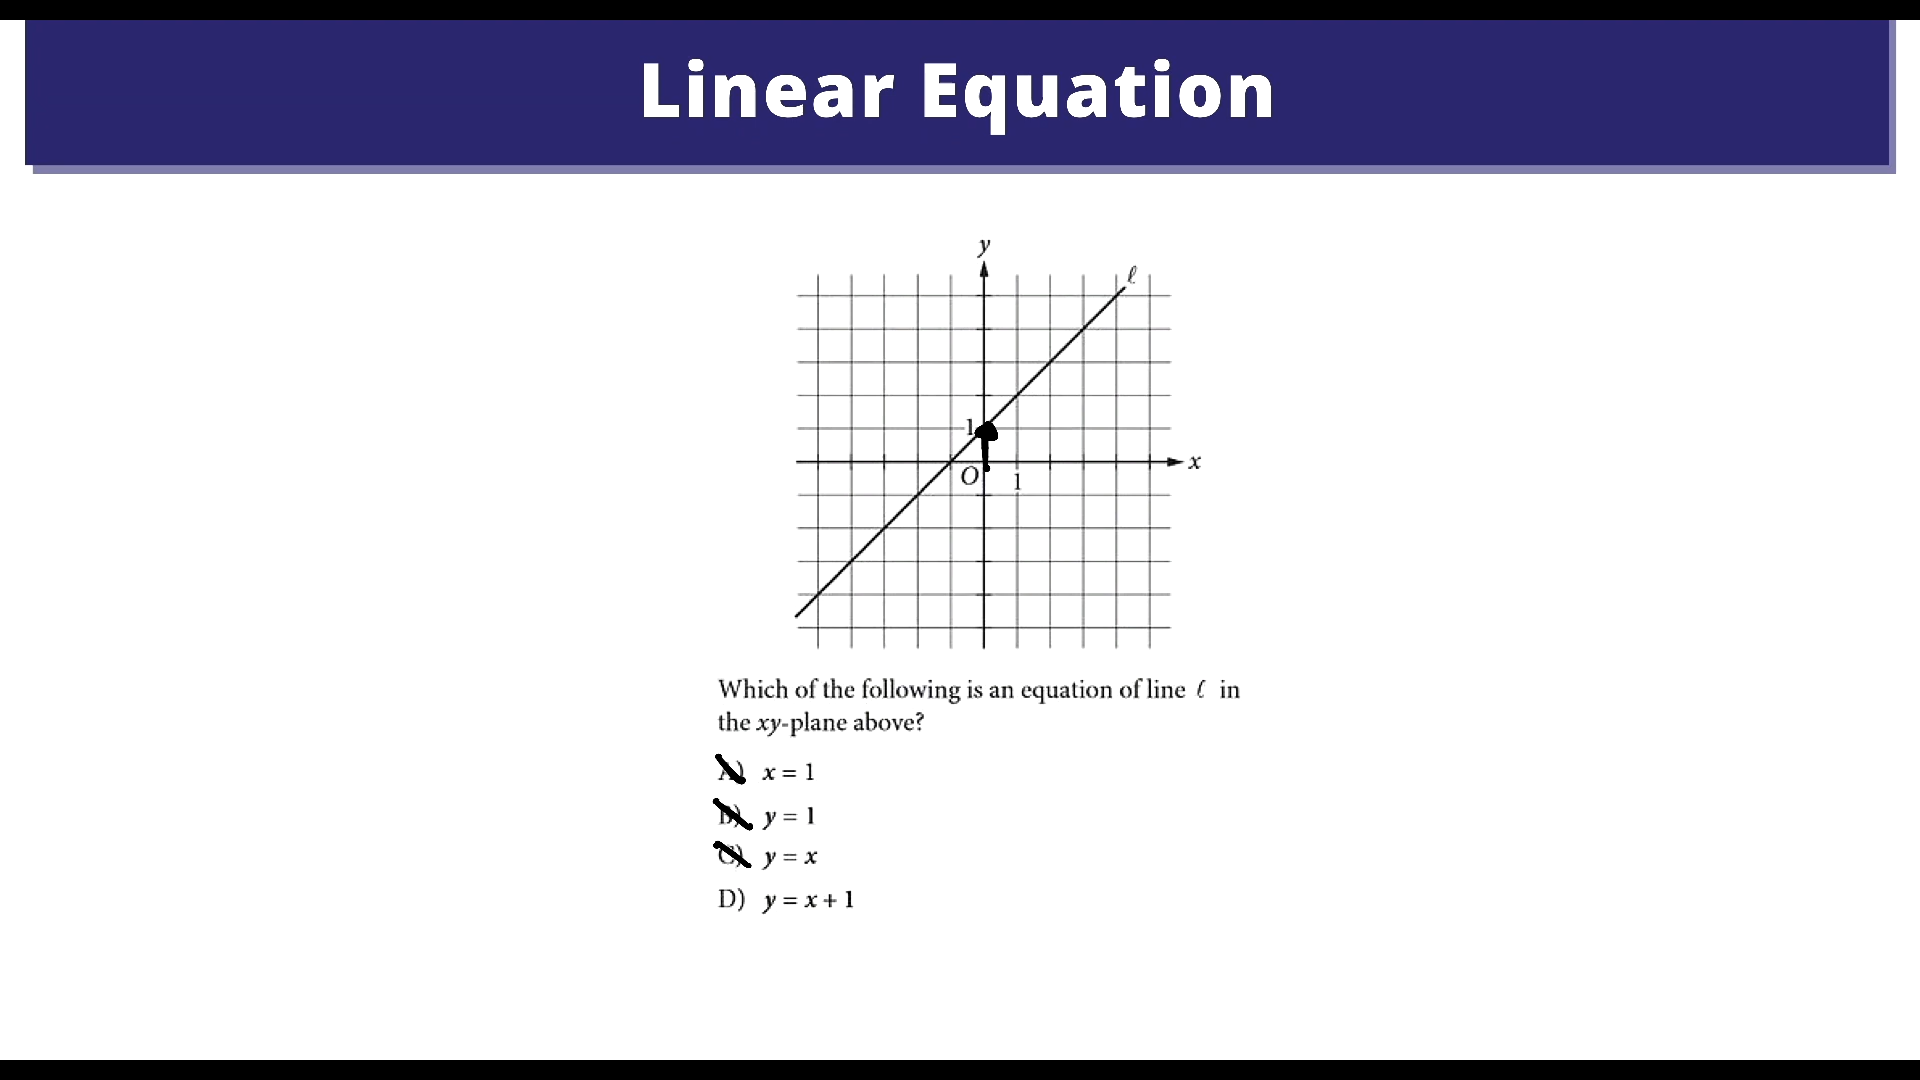 Linear Equation
y
ℓ
1
O
1
x
Which of the following is an equation of line ℓ in
the xy-plane above?
A) x = 1
B) y = 1
C) y = x
D) y = x + 1